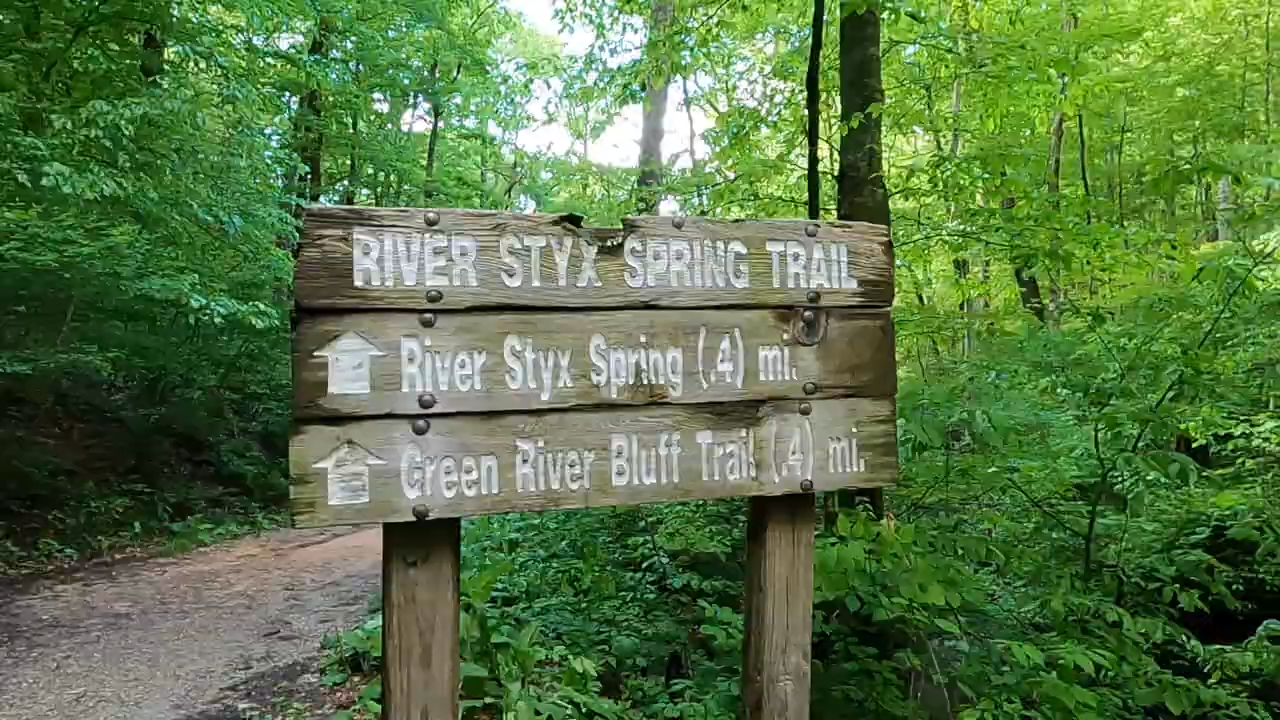 RIVER STYX SPRING TRAIL
River Styx Spring (.4) mi.
Green River Bluff Trail (.4) mi.